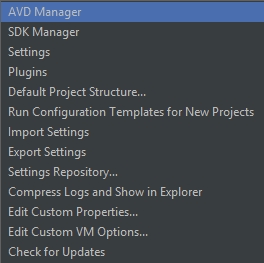 AVD Manager
SDK Manager
Settings
Plugins
Default Project Structure...
Run Configuration Templates for New Projects
Import Settings
Export Settings
Settings Repository...
Compress Logs and Show in Explorer
Edit Custom Properties...
Edit Custom VM Options...
Check for Updates